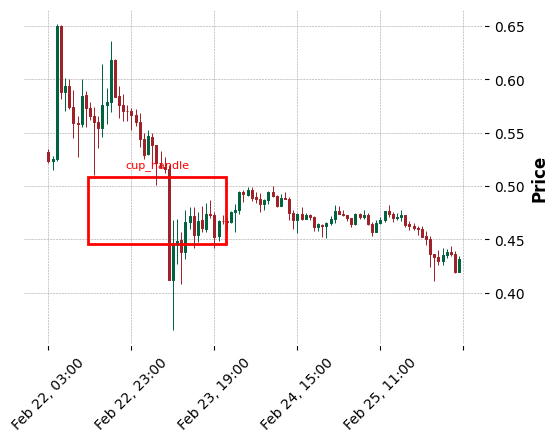 0.65
0.60
0.55
cup_handle
0.50
0.45
0.40
Price
Feb 22, 03:00
Feb 22, 23:00
Feb 23, 19:00
Feb 24, 15:00
Feb 25, 11:00